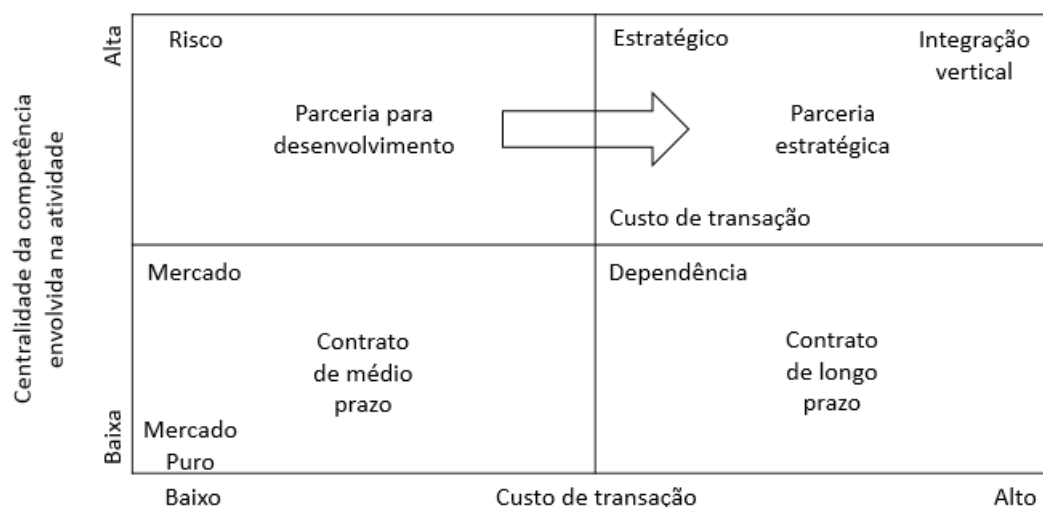 Alta
Centralidade da competência
envolvida na atividade
Baixa
Risco
Parceria para
desenvolvimento
Estratégico
Integração
vertical
Parceria
estratégica
Custo de transação
Mercado
Contrato
de médio
prazo
Mercado
Puro
Dependência
Contrato
de longo
prazo
Baixo
Custo de transação
Alto